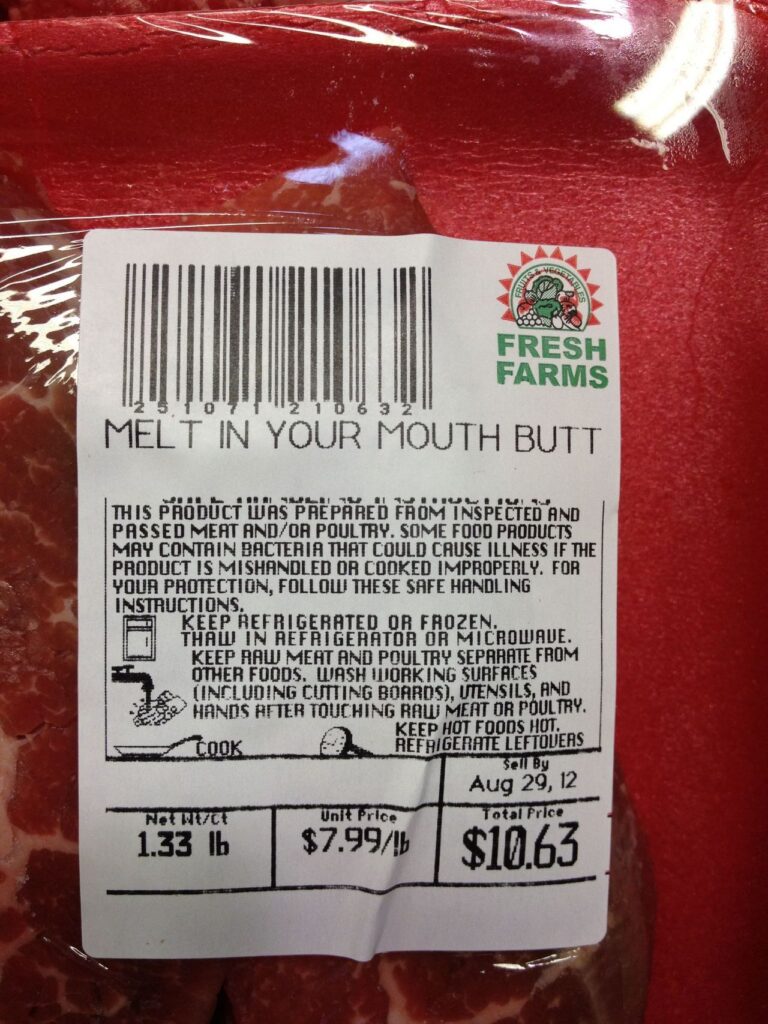 FRUITS & VEGETABLES
FRESH
FARMS
2 51071 210632
MELT IN YOUR MOUTH BUTT
SAFE HANDLING INSTRUCTIONS
THIS PRODUCT WAS PREPARED FROM INSPECTED AND
PASSED MEAT AND/OR POULTRY. SOME FOOD PRODUCTS
MAY CONTAIN BACTERIA THAT COULD CAUSE ILLNESS IF THE
PRODUCT IS MISHANDLED OR COOKED IMPROPERLY. FOR
YOUR PROTECTION, FOLLOW THESE SAFE HANDLING
INSTRUCTIONS.
KEEP REFRIGERATED OR FROZEN.
THAW IN REFRIGERATOR OR MICROWAVE.
KEEP RAW MEAT AND POULTRY SEPARATE FROM
OTHER FOODS. WASH WORKING SURFACES
(INCLUDING CUTTING BOARDS), UTENSILS, AND
HANDS AFTER TOUCHING RAW MEAT OR POULTRY.
KEEP HOT FOODS HOT.
COOK REFRIGERATE LEFTOVERS
Sell By
Aug 29, 12
Net Wt/Ct Unit Price Total Price
1.33 lb $7.99/lb $10.63